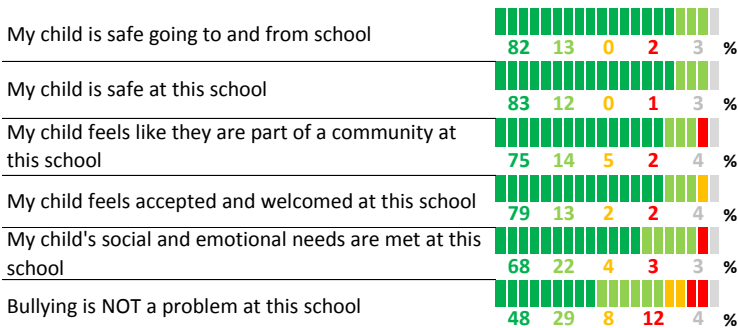 My child is safe going to and from school
82 13 0 2 3 %
My child is safe at this school
83 12 0 1 3 %
My child feels like they are part of a community at
this school
75 14 5 2 4 %
My child feels accepted and welcomed at this school
79 13 2 2 4 %
My child's social and emotional needs are met at this
school
68 22 4 3 3 %
Bullying is NOT a problem at this school
48 29 8 12 4 %